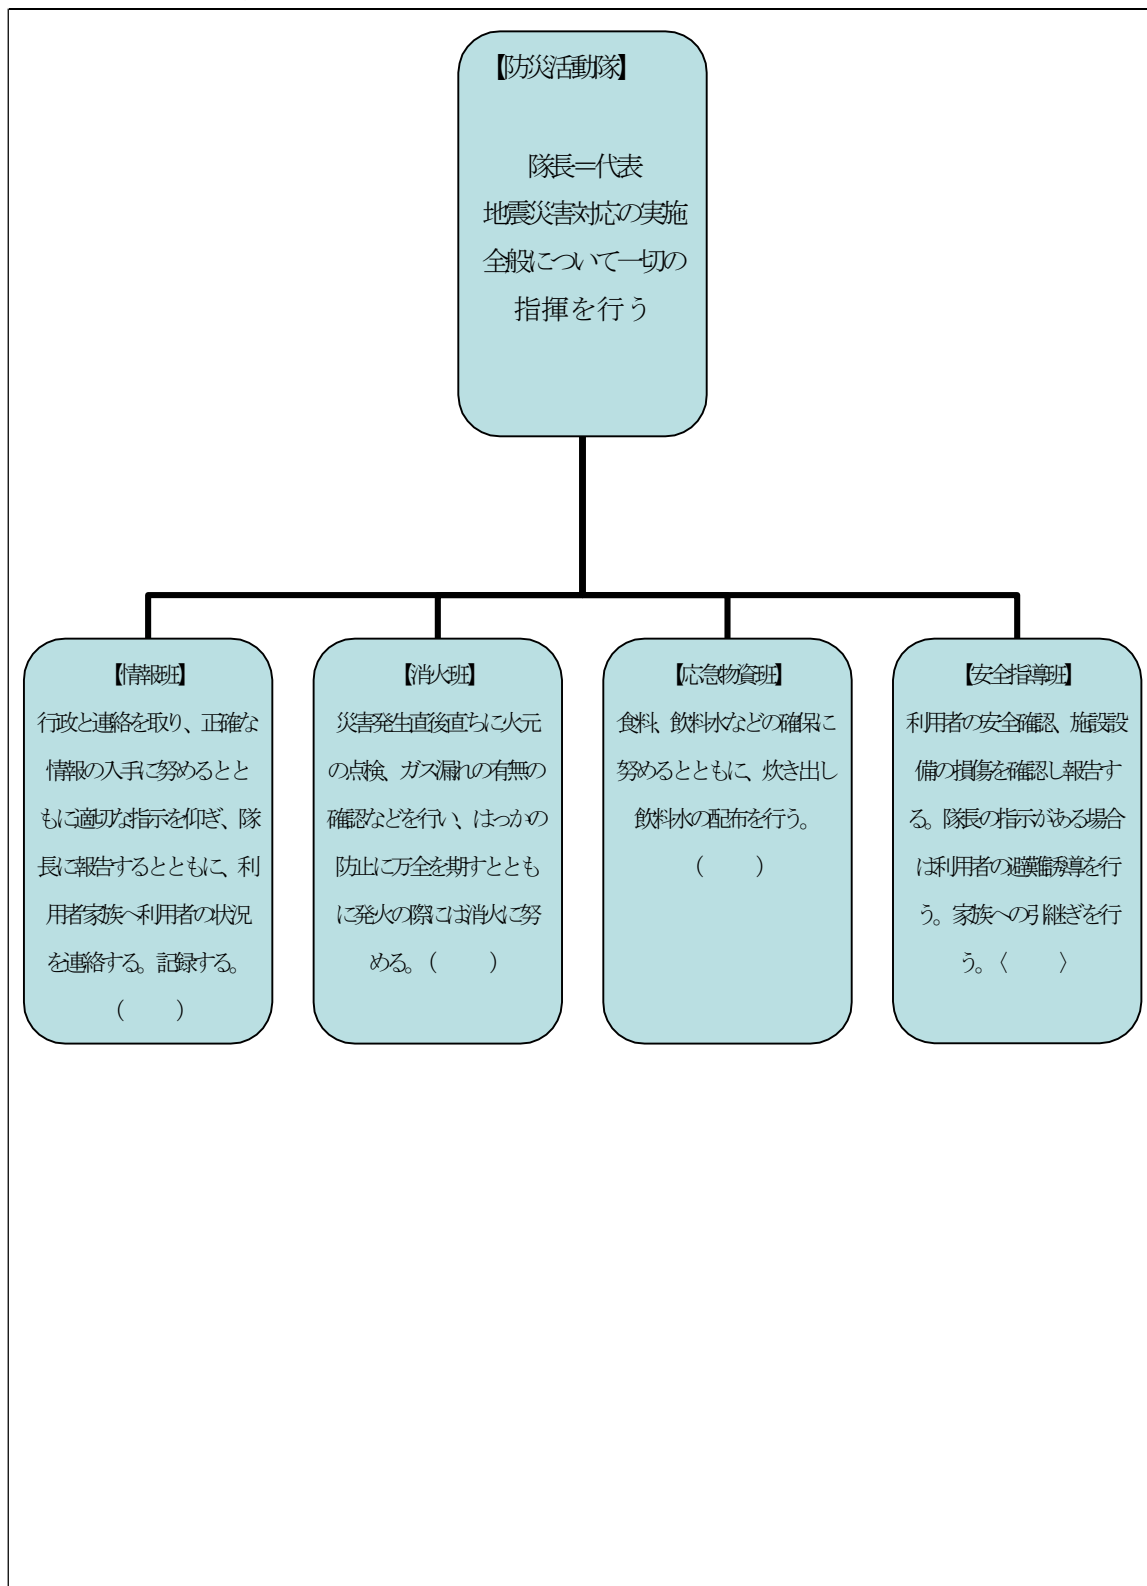 【防災活動隊】
隊長＝代表
地震災害対応の実施
全般について一切の
指揮を行う
【情報班】
行政と連絡を取り、正確な
情報の入手に努めるとと
もに適切な指示を仰ぎ、隊
長に報告するとともに、利
用者家族へ利用者の状況
を連絡する。記録する。
（　　）
【消火班】
災害発生直後直ちに火元
の点検、ガス漏れの有無の
確認などを行い、はっかの
防止に万全を期すととも
に発火の際には消火に努
める。（　　）
【応急物資班】
食料、飲料水などの確保に
努めるとともに、炊き出し
飲料水の配布を行う。
（　　）
【安全指導班】
利用者の安全確認、施設設
備の損傷を確認し報告す
る。隊長の指示がある場合
は利用者の避難誘導を行
う。家族への引継ぎを行
う。〈　　〉